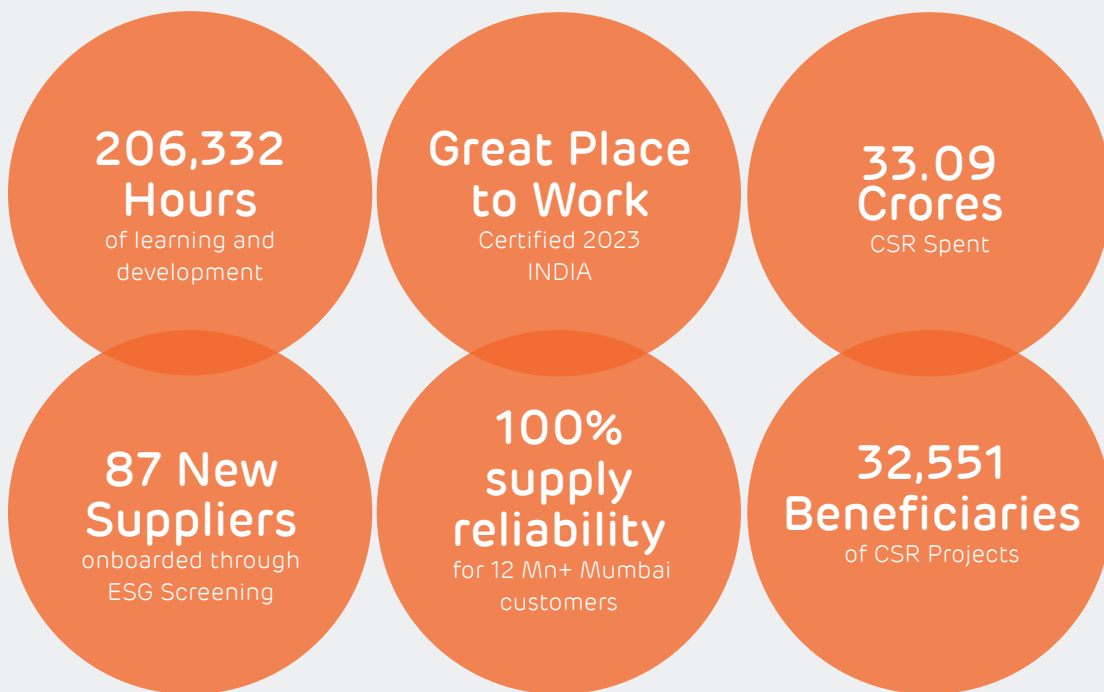 206,332
Hours
of learning and
development
Great Place
to Work
Certified 2023
INDIA
33.09
Crores
CSR Spent
87 New
Suppliers
onboarded through
ESG Screening
100%
supply
reliability
for 12 Mn+ Mumbai
customers
32,551
Beneficiaries
of CSR Projects